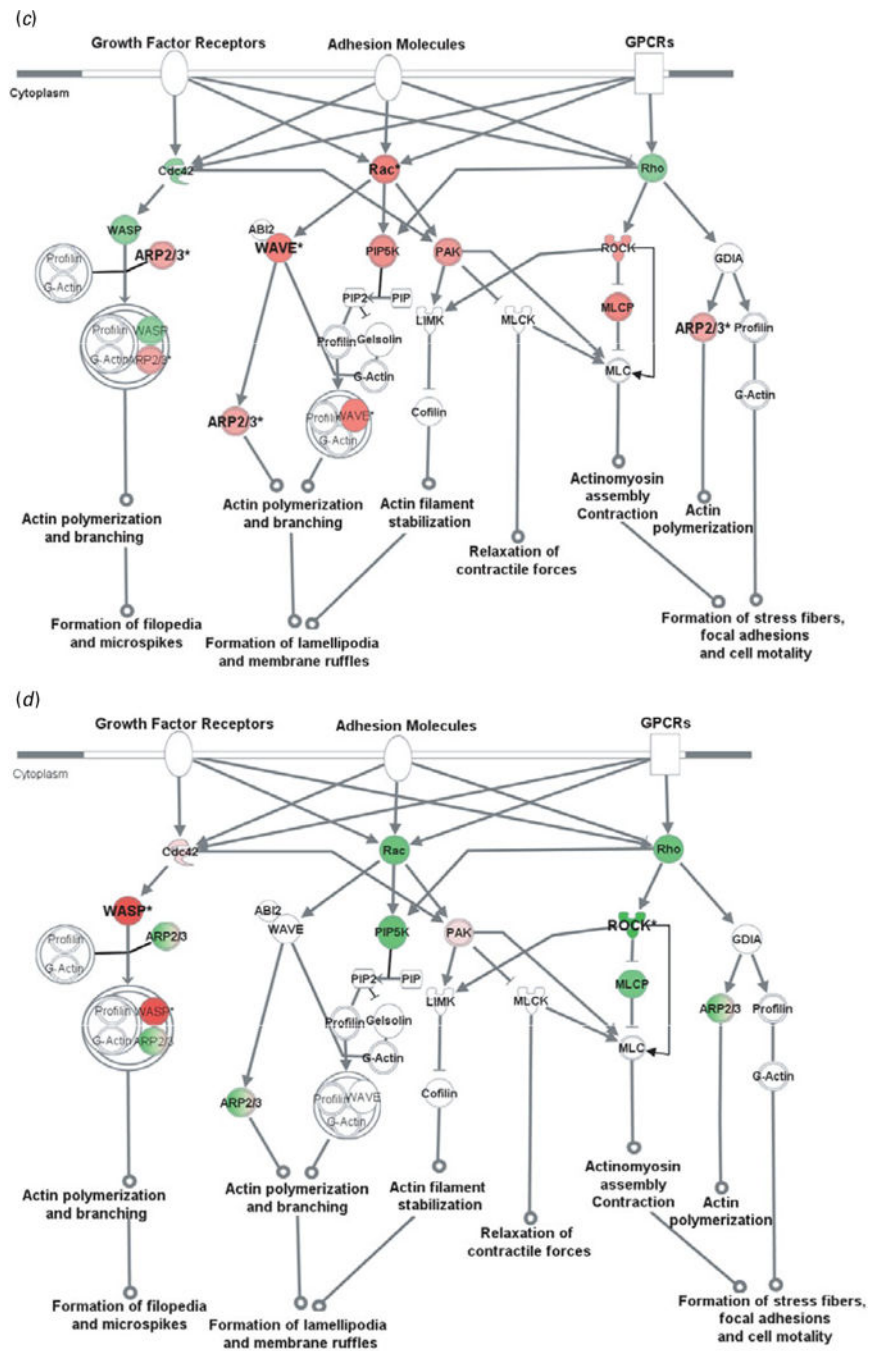 (c)
Growth Factor Receptors
Adhesion Molecules
GPCRs
Cytoplasm
Cdc42
Rac*
Rho
WASP
ABI2
WAVE*
PIP5K
PAK
ROCK
GDIA
ARP2/3*
Profilin
G-Actin
PIP2
PIP
LIMK
MLCK
MLCP
ARP2/3*
Profilin
Profilin
WASP
G-Actin
ARP2/3*
Profilin
Gelsolin
G-Actin
MLC
G-Actin
ARP2/3*
Profilin
WAVE*
G-Actin
Cofilin
Actin polymerization
and branching
Actin polymerization
and branching
Actin filament
stabilization
Relaxation of
contractile forces
Actinomyosin
assembly
Contraction
Actin
polymerization
Formation of filopedia
and microspikes
Formation of lamellipodia
and membrane ruffles
Formation of stress fibers,
focal adhesions
and cell motality
(d)
Growth Factor Receptors
Adhesion Molecules
GPCRs
Cytoplasm
Cdc42
Rac
Rho
WASP*
ABI2
WAVE
PIP5K
PAK
ROCK*
GDIA
ARP2/3
Profilin
G-Actin
PIP2
PIP
LIMK
MLCK
MLCP
ARP2/3
Profilin
Profilin
WASP*
G-Actin
ARP2/3
Profilin
Gelsolin
G-Actin
MLC
G-Actin
ARP2/3
Profilin
WAVE
G-Actin
Cofilin
Actin polymerization
and branching
Actin polymerization
and branching
Actin filament
stabilization
Relaxation of
contractile forces
Actinomyosin
assembly
Contraction
Actin
polymerization
Formation of filopedia
and microspikes
Formation of lamellipodia
and membrane ruffles
Formation of stress fibers,
focal adhesions
and cell motality